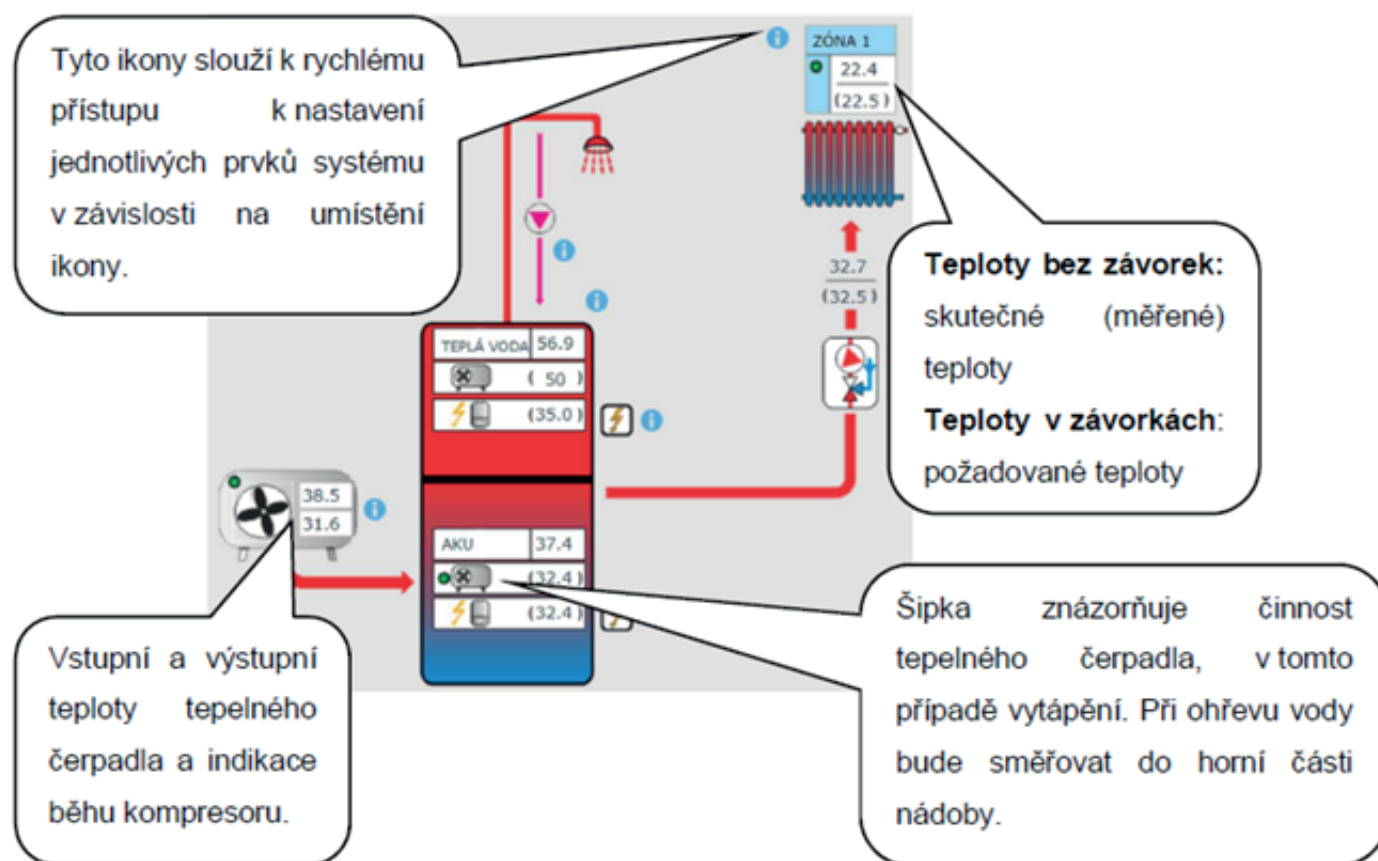 Tyto ikony slouží k rychlému
přístupu k nastavení
jednotlivých prvků systému
v závislosti na umístění
ikony.
ZÓNA 1
22.4
(22.5)
32.7
(32.5)
Teploty bez závorek:
skutečné (měřené)
teploty
Teploty v závorkách:
požadované teploty
TEPLÁ VODA 56.9
( 50 )
(35.0)
38.5
31.6
AKU 37.4
(32.4)
(32.4)
Vstupní a výstupní
teploty tepelného
čerpadla a indikace
běhu kompresoru.
Šipka znázorňuje činnost
tepelného čerpadla, v tomto
případě vytápění. Při ohřevu vody
bude směřovat do horní části
nádoby.